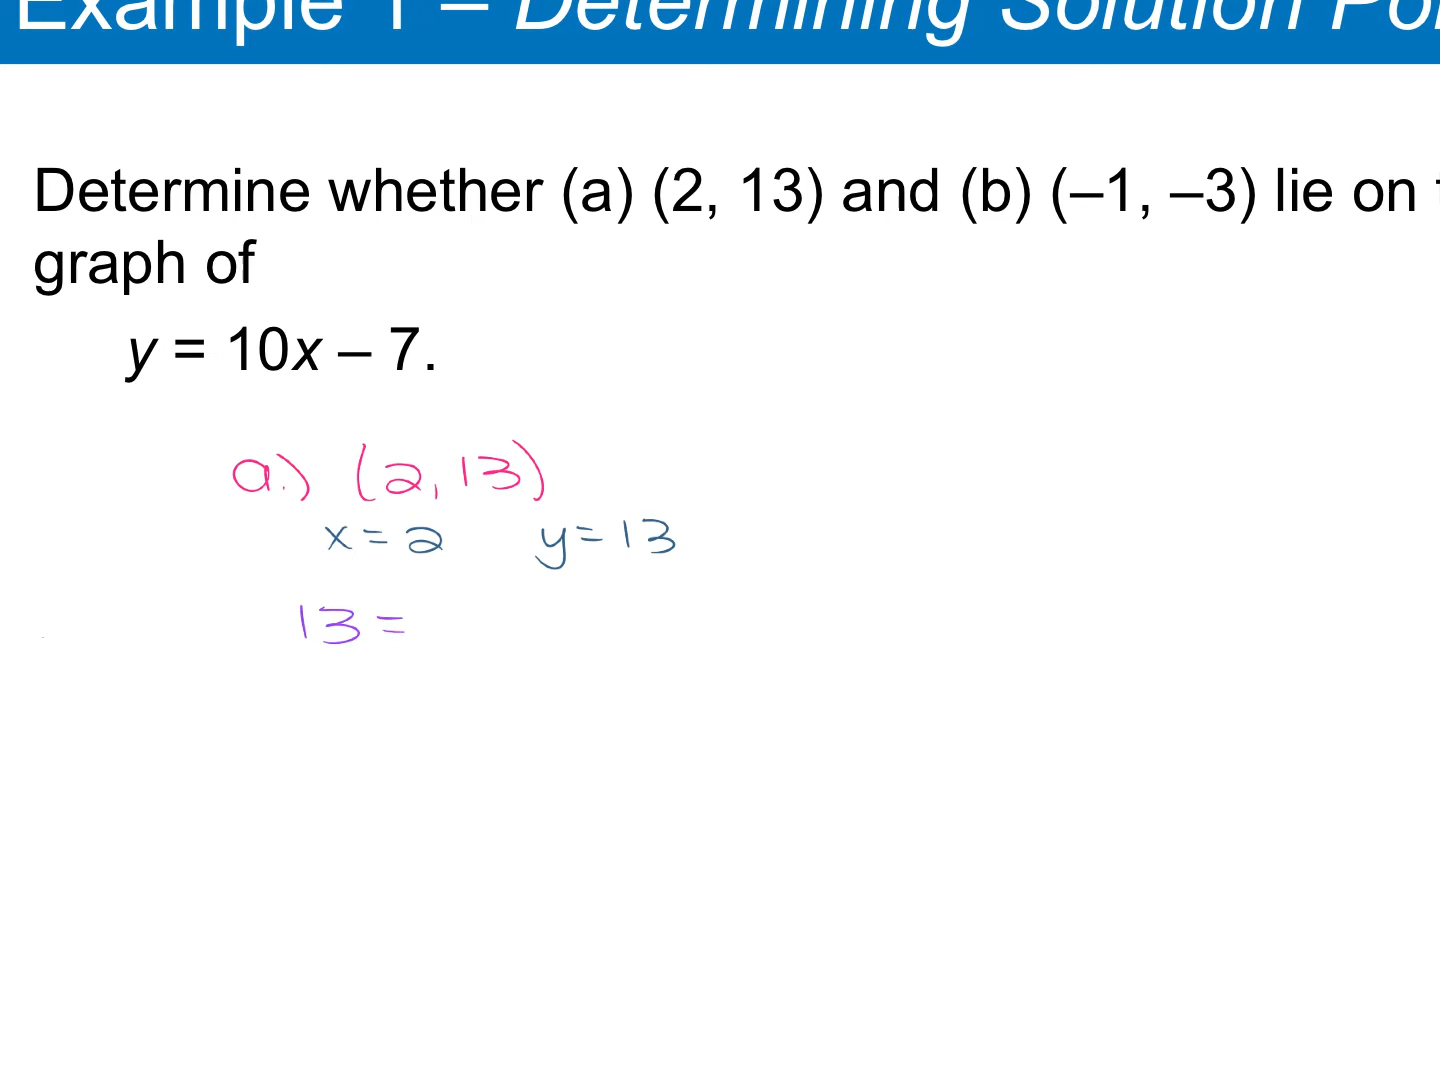 Example 1 – Determining Solution
Determine whether (a) (2, 13) and (b) (–1, –3) lie on
graph of
y = 10x – 7.
a.) (2, 13)
x = 2 y = 13
13 =